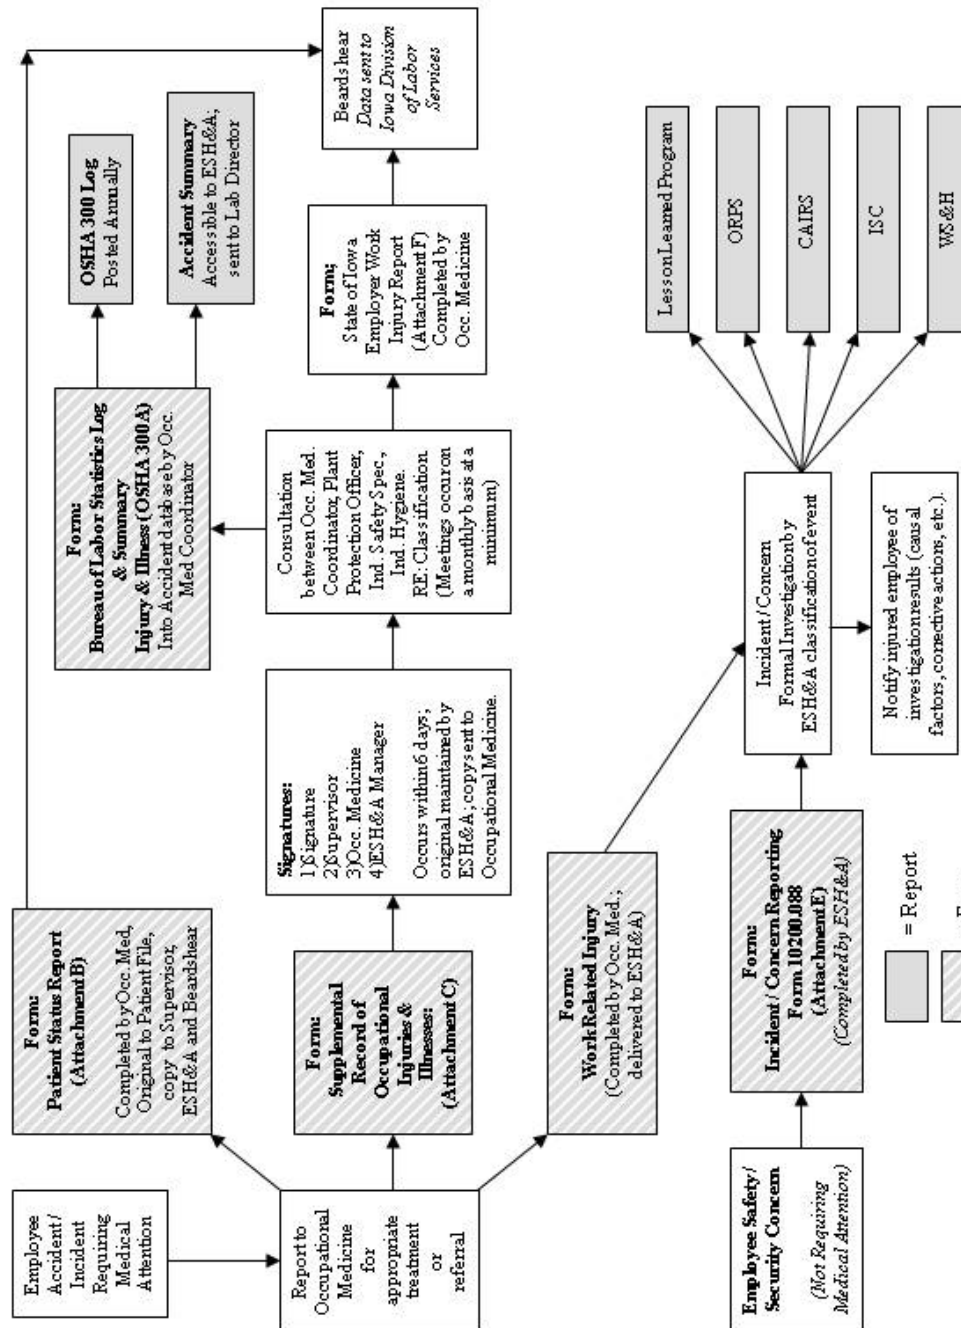 Employee
Accident/
Incident
Requiring
Medical
Attention
Report to
Occupational
Medicine
for
appropriate
treatment
or
referral
Form:
Patient Status Report
(Attachment B)
Completed by Occ. Med,
Original to Patient File,
copy to Supervisor,
ESH&A and Beardshear
Form:
Supplemental
Record of
Occupational
Injuries &
Illnesses:
(Attachment C)
Form:
Work Related Injury
(Completed by Occ. Med.;
delivered to ESH&A)
Signatures:
1)Signature
2)Supervisor
3)Occ. Medicine
4)ESH&A Manager
Occurs within 6 days;
original maintained by
ESH&A; copy sent to
Occupational Medicine.
Form:
Bureau of Labor Statistics Log
& Summary
Injury & Illness (OSHA 300A)
Into Accident database by Occ.
Med Coordinator
OSHA 300 Log
Posted Annually
Accident Summary
Accessible to ESH&A;
sent to Lab Director
Consultation
between Occ. Med.
Coordinator, Plant
Protection Officer,
Ind. Safety Spec.,
Ind. Hygiene.
RE: Classification
(Meetings occur on
a monthly basis at a
minimum)
Form;
State of Iowa
Employer Work
Injury Report
(Attachment F)
Completed by
Occ. Medicine
Beardshear
Data sent to
Iowa Division
of Labor
Services
Employee Safety/
Security Concern
(Not Requiring
Medical Attention)
Form:
Incident / Concern Reporting
Form 10200.088
(Attachment E)
(Completed by ESH&A)
Incident / Concern
Formal Investigation by
ESH&A classification of event
Notify injured employee of
investigation results (causal
factors, corrective actions, etc.).
Lesson Learned Program
ORPS
CAIRS
ISC
WS&H
= Report